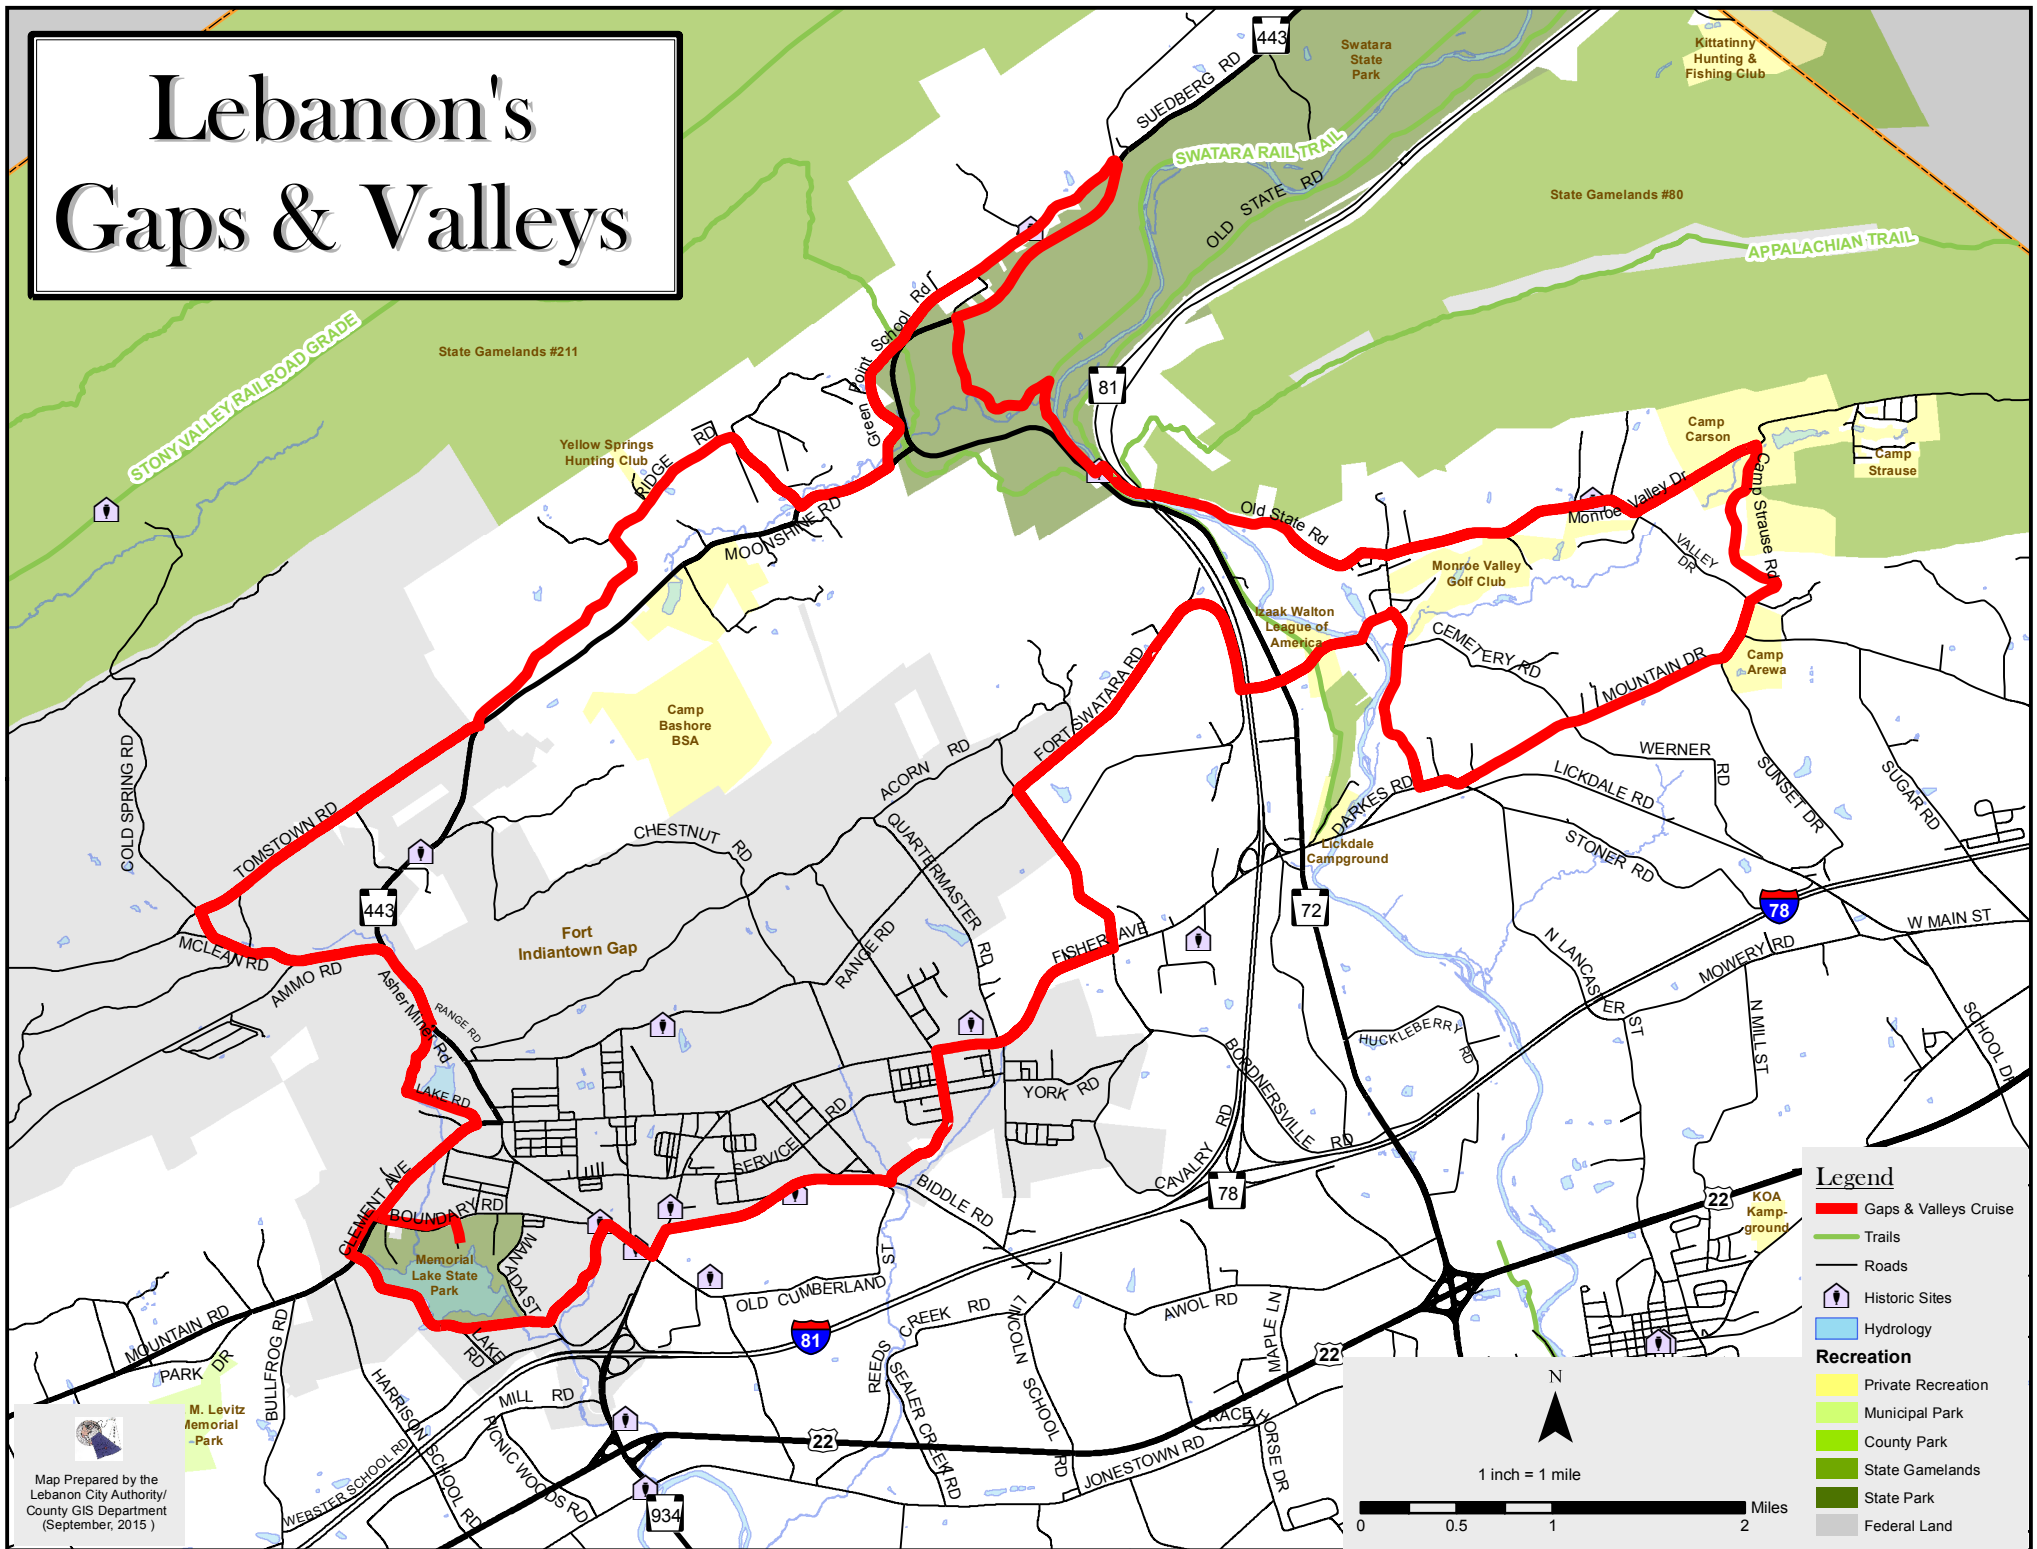 Lebanon's
Gaps & Valleys
443
SUEDBERG RD
Swatara
State
Park
Kittatinny
Hunting &
Fishing Club
SWATARA RAIL TRAIL
OLD STATE RD
State Gamelands #80
APPALACHIAN TRAIL
STONY VALLEY RAILROAD GRADE
State Gamelands #211
Green Point School Rd
81
Yellow Springs
Hunting Club
RIDGE RD
MOONSHINE RD
Old State Rd
Monroe Valley Dr
Camp
Carson
Camp
Strause
Camp Strause Rd
VALLEY
DR
Monroe Valley
Golf Club
Izaak Walton
League of
America
CEMETERY RD
MOUNTAIN DR
Camp
Arewa
Camp
Bashore
BSA
FORT SWATARA RD
ACORN RD
WERNER
RD
SUNSET DR
SUGAR RD
LICKDALE RD
DARKES RD
Lickdale
Campground
STONER RD
COLD SPRING RD
TOMSTOWN RD
CHESTNUT RD
QUARTERMASTER RD
443
72
78
W MAIN ST
MCLEAN RD
AMMO RD
Fort
Indiantown Gap
RANGE RD
FISHER AVE
N LANCASTER ST
MOWERY RD
Asher Miner Rd
RANGE RD
N MILL ST
SCHOOL DR
HUCKLEBERRY
RD
BORDNERSVILLE RD
LAKE RD
YORK RD
SERVICE RD
CAVALRY RD
78
22
CLEMENT AVE
BOUNDARY RD
BIDDLE RD
MANADA ST
Memorial
Lake State
Park
OLD CUMBERLAND ST
AWOL RD
MAPLE LN
MOUNTAIN RD
PARK DR
BULLFROG RD
LAKE
RD
81
REEDS CREEK RD
LINCOLN SCHOOL RD
22
MILL RD
HARRISON SCHOOL RD
PICNIC WOODS RD
SEALER CREEK RD
RACE HORSE DR
22
JONESTOWN RD
WEBSTER SCHOOL RD
934
M. Levitz
Memorial
Park
KOA
Kamp-
ground
Map Prepared by the
Lebanon City Authority/
County GIS Department
(September, 2015 )
N
1 inch = 1 mile
Miles
0 0.5 1 2
Legend
Gaps & Valleys Cruise
Trails
Roads
Historic Sites
Hydrology
Recreation
Private Recreation
Municipal Park
County Park
State Gamelands
State Park
Federal Land